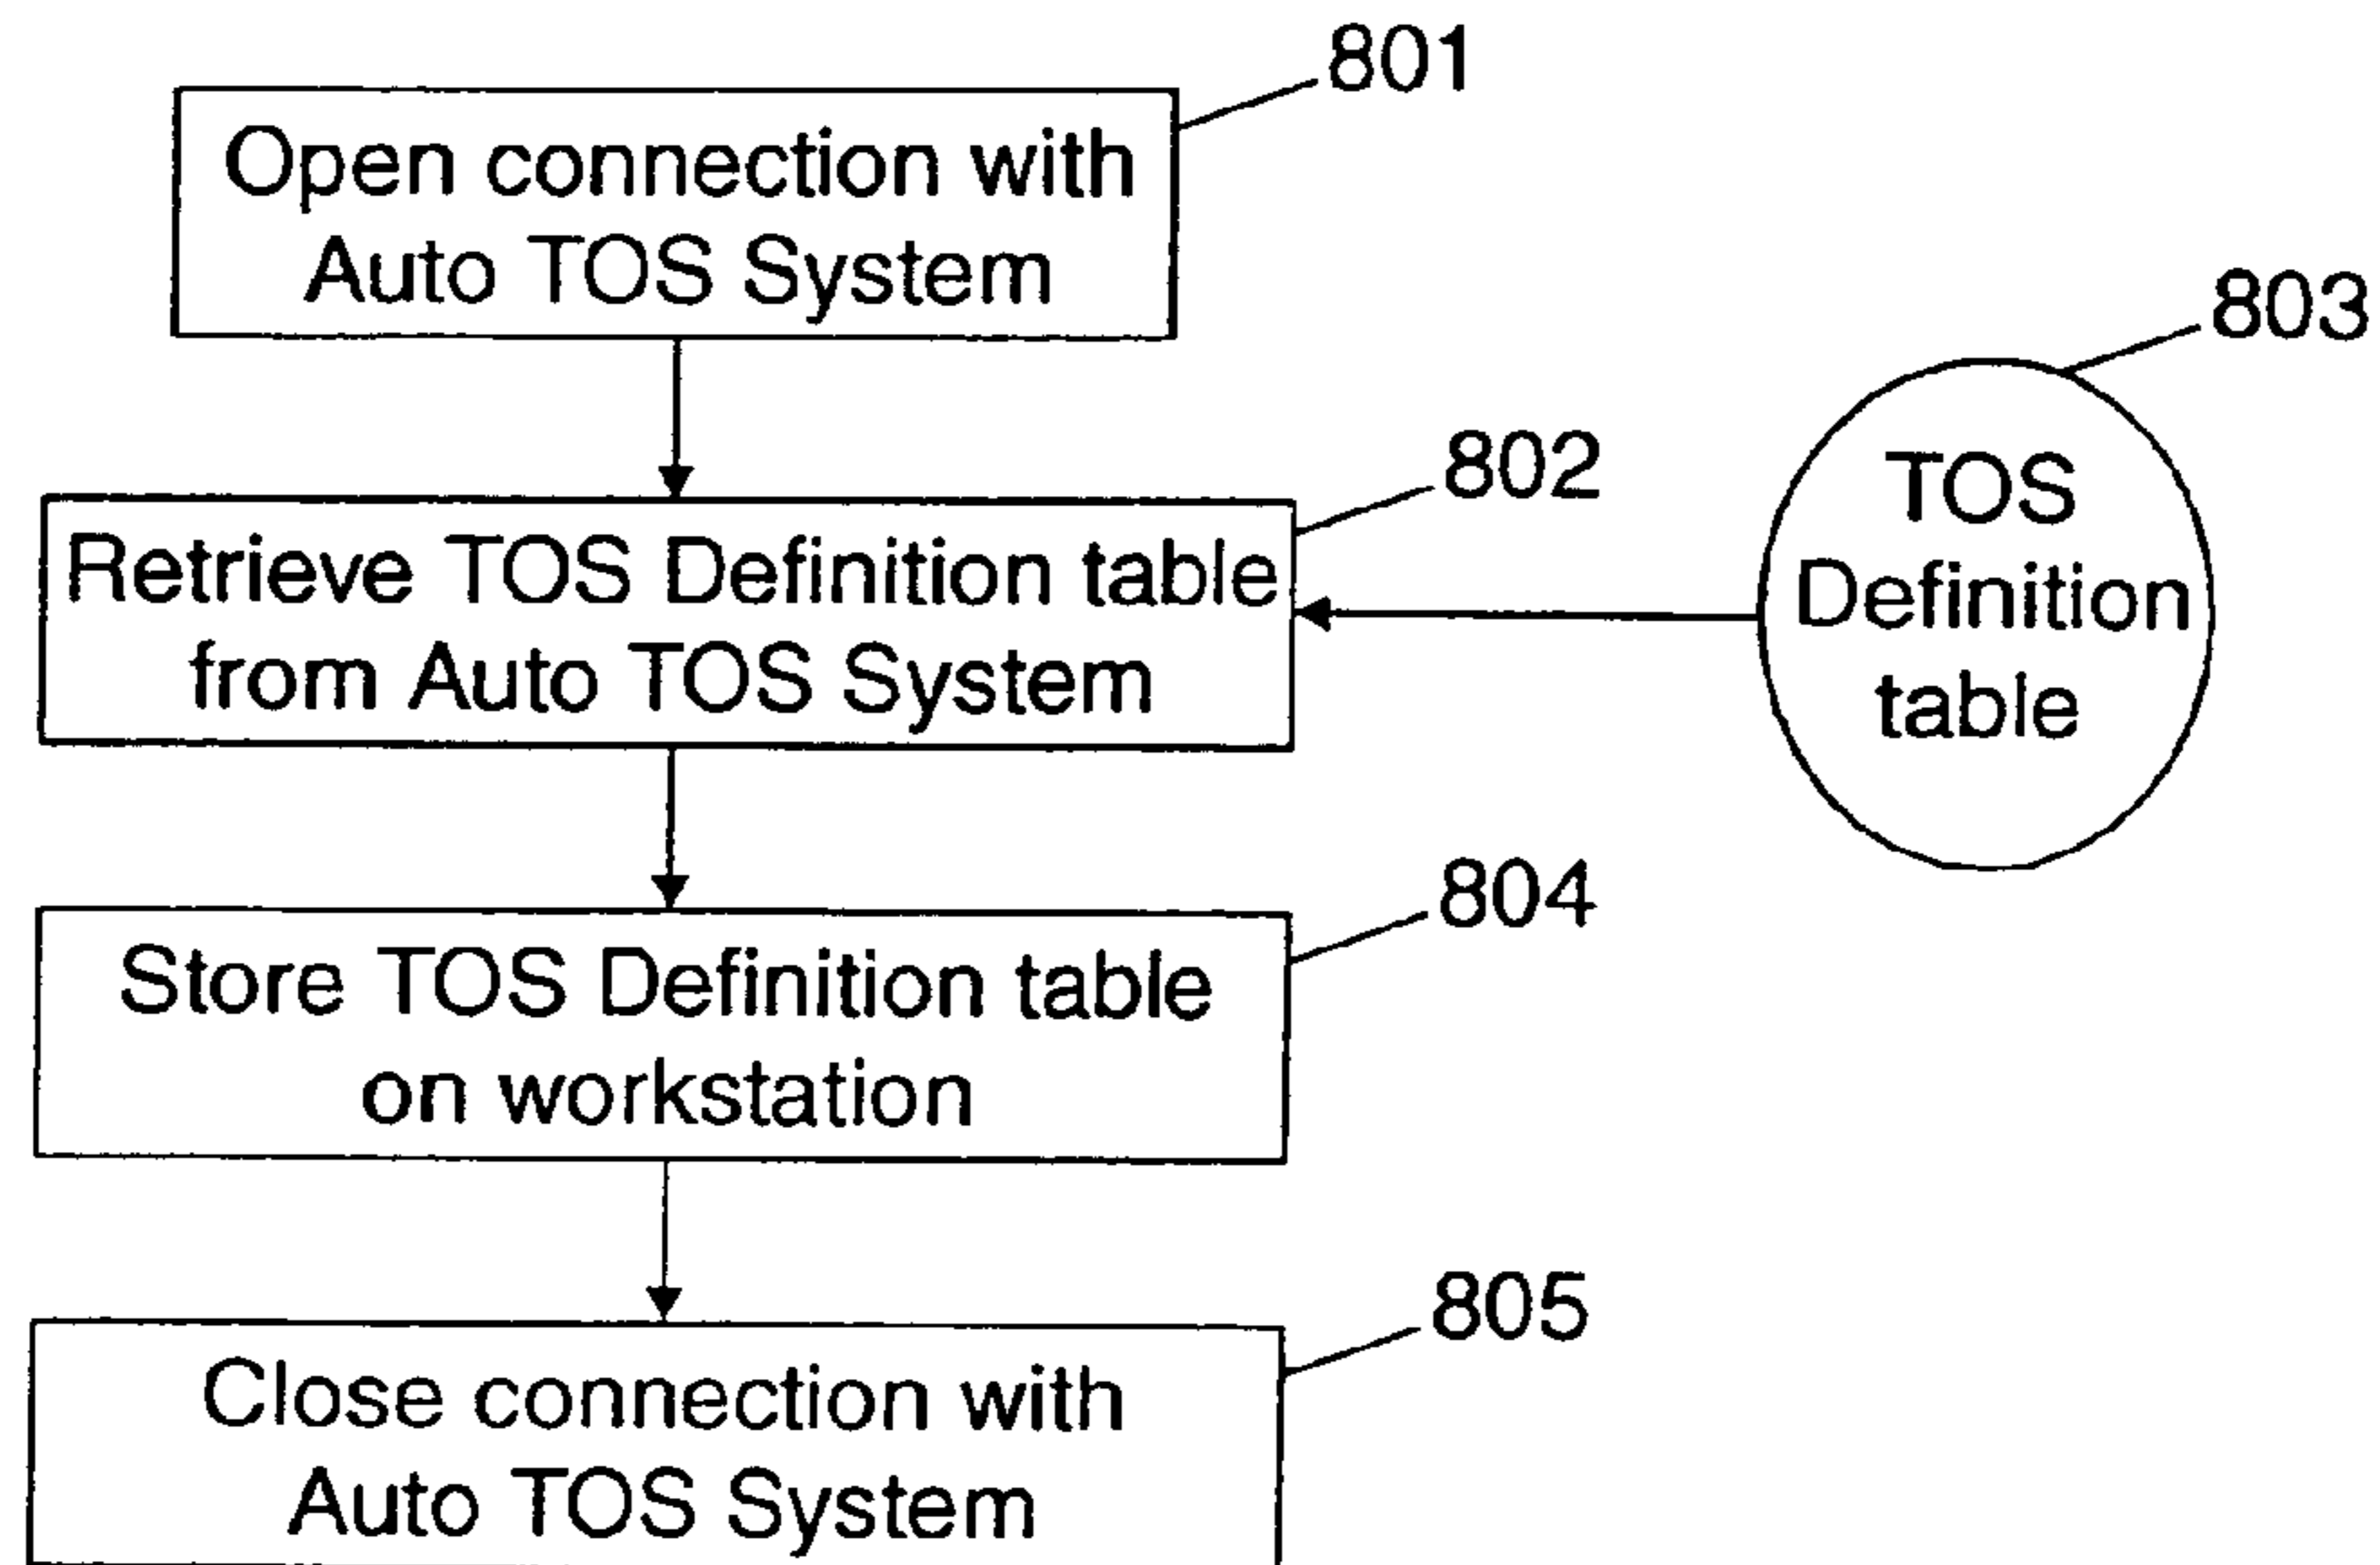 801
Open connection with
Auto TOS System
803
802
Retrieve TOS Definition table
from Auto TOS System
TOS
Definition
table
804
Store TOS Definition table
on workstation
805
Close connection with
Auto TOS System